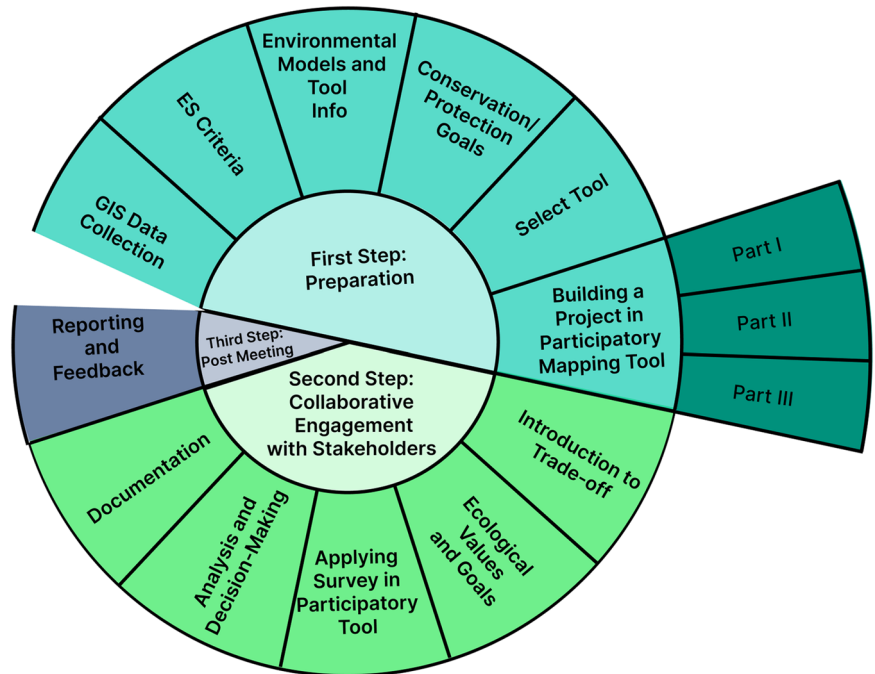 First Step:
Preparation
GIS Data
Collection
ES Criteria
Environmental
Models and
Tool
Info
Conservation/
Protection
Goals
Select Tool
Building a
Project in
Participatory
Mapping Tool
Part I
Part II
Part III
Second Step:
Collaborative
Engagement
with Stakeholders
Introduction to
Trade-off
Ecological
Values
and Goals
Applying
Survey in
Participatory
Tool
Analysis and
Decision-Making
Documentation
Third Step:
Post Meeting
Reporting
and
Feedback